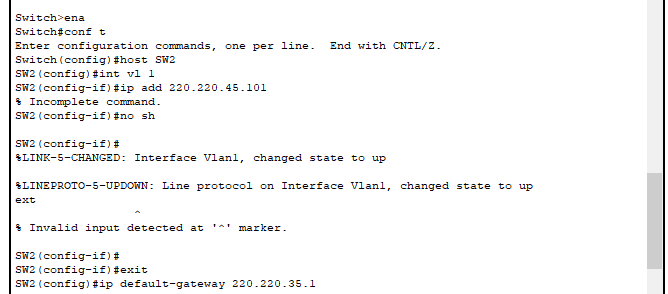 Switch>ena
Switch#conf t
Enter configuration commands, one per line.  End with CNTL/Z.
Switch(config)#host SW2
SW2(config)#int vl 1
SW2(config-if)#ip add 220.220.45.101
% Incomplete command.
SW2(config-if)#no sh
SW2(config-if)#
%LINK-5-CHANGED: Interface Vlan1, changed state to up
%LINEPROTO-5-UPDOWN: Line protocol on Interface Vlan1, changed state to up
ext
^
% Invalid input detected at '^' marker.
SW2(config-if)#
SW2(config-if)#exit
SW2(config)#ip default-gateway 220.220.35.1